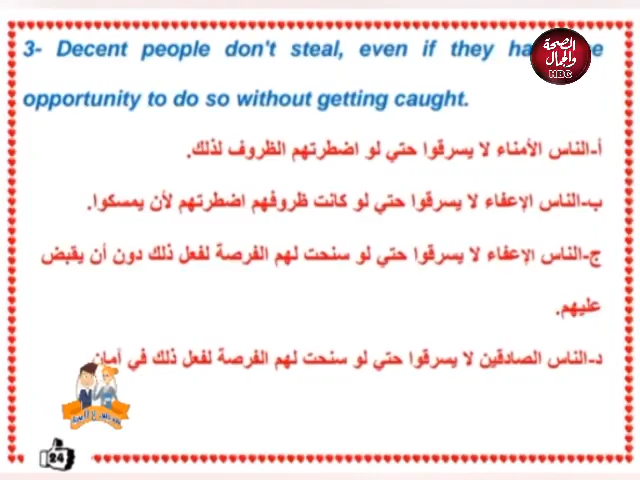 3- Decent people don't steal, even if they
opportunity to do so without getting caught.
أ-الناس الأمناء لا يسرقوا حتي لو اضطرتهم الظروف لذلك.
ب-الناس الإعفاء لا يسرقوا حتي لو كانت ظروفهم اضطرتهم لأن يمسكوا.
ج-الناس الإعفاء لا يسرقوا حتي لو سنحت لهم الفرصة لفعل ذلك دون أن يقبض
عليهم.
د-الناس الصادقين لا يسرقوا حتي لو سنحت لهم الفرصة لفعل ذلك في أمان
الصحة
والجمال
HBC
24